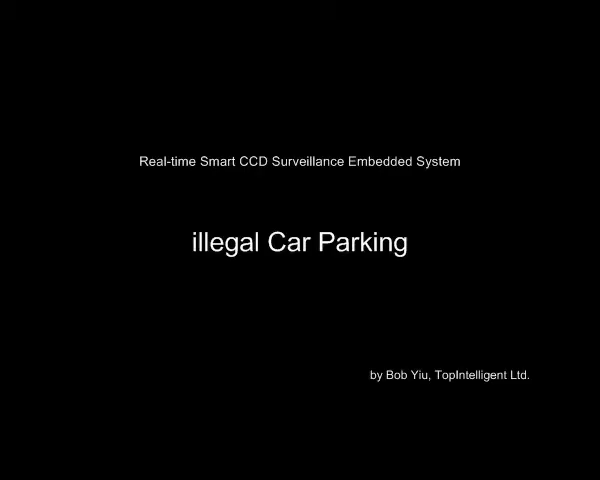 Real-time Smart CCD Surveillance Embedded System
illegal Car Parking
by Bob Yiu, TopIntelligent Ltd.